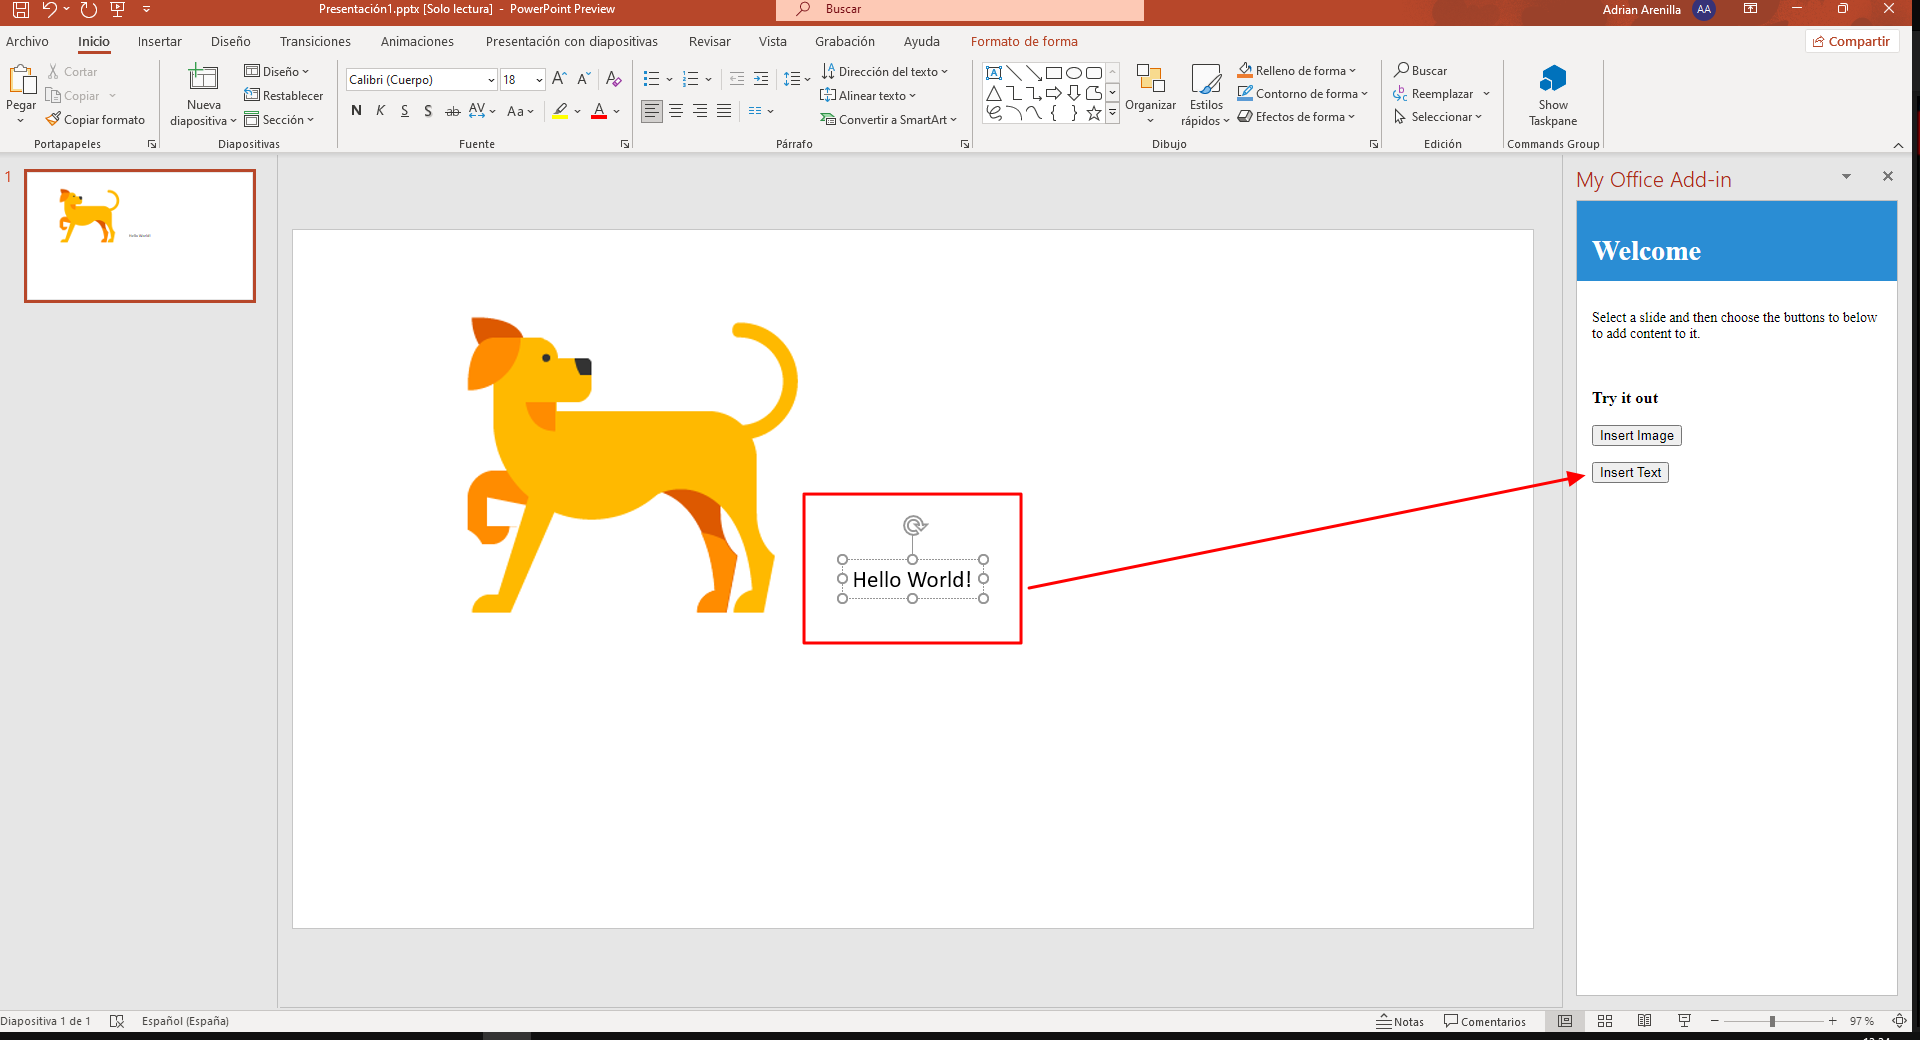 Presentación1.pptx [Solo lectura] - PowerPoint Preview
Buscar
Adrian Arenilla
AA
Archivo
Inicio
Insertar
Diseño
Transiciones
Animaciones
Presentación con diapositivas
Revisar
Vista
Grabación
Ayuda
Formato de forma
Compartir
Pegar
Cortar
Copiar
Copiar formato
Portapapeles
Nueva
diapositiva
Diseño
Restablecer
Sección
Diapositivas
Calibri (Cuerpo)
18
N K S S ab AV Aa A
Fuente
Dirección del texto
Alinear texto
Convertir a SmartArt
Párrafo
Organizar
Estilos
rápidos
Relleno de forma
Contorno de forma
Efectos de forma
Dibujo
Buscar
Reemplazar
Seleccionar
Edición
Show
Taskpane
Commands Group
1
Hello World!
Hello World!
My Office Add-in
Welcome
Select a slide and then choose the buttons to below
to add content to it.
Try it out
Insert Image
Insert Text
Diapositiva 1 de 1
Español (España)
Notas
Comentarios
97 %